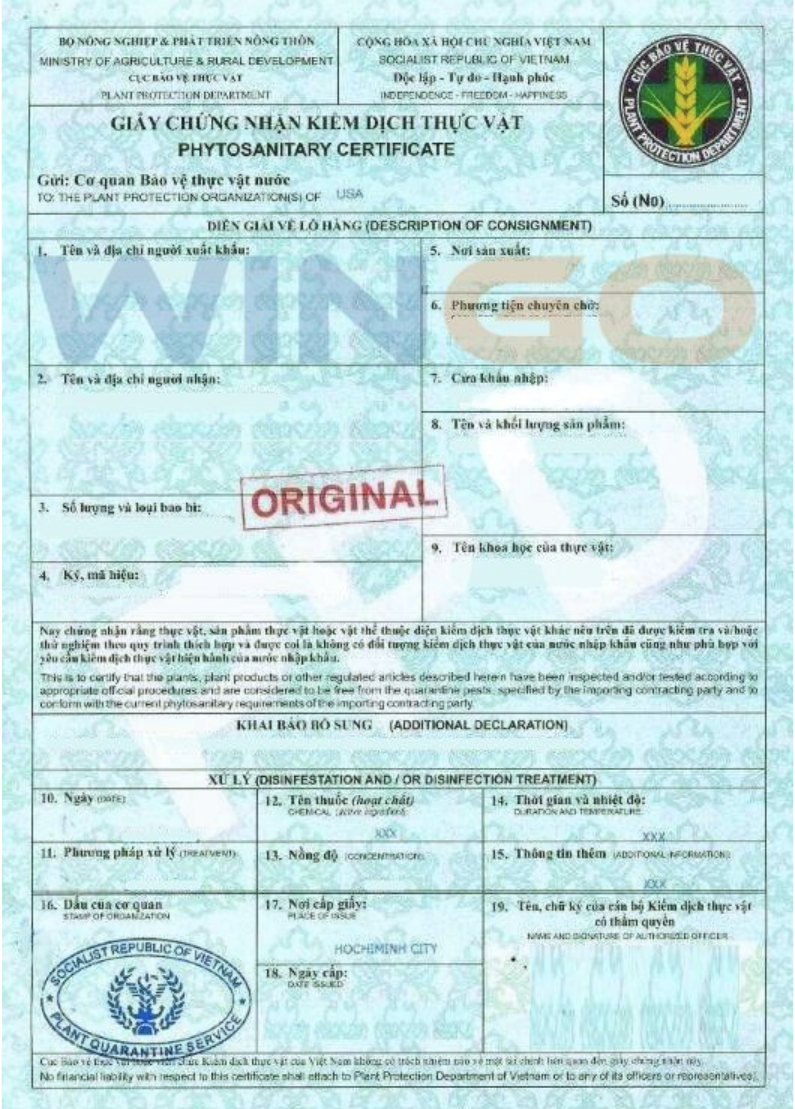 BỘ NÔNG NGHIỆP & PHÁT TRIỂN NÔNG THÔN
MINISTRY OF AGRICULTURE & RURAL DEVELOPMENT
CỤC BẢO VỆ THỰC VẬT
PLANT PROTECTION DEPARTMENT
CỘNG HÒA XÃ HỘI CHỦ NGHĨA VIỆT NAM
SOCIALIST REPUBLIC OF VIETNAM
Độc lập - Tự do - Hạnh phúc
INDEPENDENCE - FREEDOM - HAPPINESS
CỤC BẢO VỆ THỰC VẬT
PLANT PROTECTION DEPARTMENT
GIẤY CHỨNG NHẬN KIỂM DỊCH THỰC VẬT
PHYTOSANITARY CERTIFICATE
Gửi: Cơ quan Bảo vệ thực vật nước
TO: THE PLANT PROTECTION ORGANIZATION(S) OF USA
Số (No)
DIỄN GIẢI VỀ LÔ HÀNG (DESCRIPTION OF CONSIGNMENT)
1. Tên và địa chỉ người xuất khẩu:
5. Nơi sản xuất:
WINGO
6. Phương tiện chuyên chở:
2. Tên và địa chỉ người nhận:
7. Cửa khẩu nhập:
8. Tên và khối lượng sản phẩm:
ORIGINAL
3. Số lượng và loại bao bì:
9. Tên khoa học của thực vật:
4. Ký, mã hiệu:
Nay chứng nhận rằng thực vật, sản phẩm thực vật hoặc vật thể thuộc diện kiểm dịch thực vật khác nêu trên đã được kiểm tra và/hoặc
thử nghiệm theo quy trình thích hợp và được coi là không có đối tượng kiểm dịch thực vật của nước nhập khẩu cũng như phù hợp với
yêu cầu kiểm dịch thực vật hiện hành của nước nhập khẩu.
This is to certify that the plants, plant products or other regulated articles described herein have been inspected and/or tested according to
appropriate official procedures and are considered to be free from the quarantine pests, specified by the importing contracting party and to
conform with the current phytosanitary requirements of the importing contracting party.
KHAI BÁO BỔ SUNG (ADDITIONAL DECLARATION)
XỬ LÝ (DISINFESTATION AND / OR DISINFECTION TREATMENT)
10. Ngày (DATE)
12. Tên thuốc (hoạt chất)
CHEMICAL (active ingredient)
XXX
14. Thời gian và nhiệt độ:
DURATION AND TEMPERATURE
XXX
11. Phương pháp xử lý (TREATMENT)
13. Nồng độ (CONCENTRATION)
15. Thông tin thêm (ADDITIONAL INFORMATION)
XXX
16. Dấu của cơ quan
STAMP OF ORGANIZATION
17. Nơi cấp giấy:
PLACE OF ISSUE
HOCHIMINH CITY
18. Ngày cấp:
DATE ISSUED
19. Tên, chữ ký của cán bộ Kiểm dịch thực vật
có thẩm quyền
NAME AND SIGNATURE OF AUTHORIZED OFFICER
SOCIALIST REPUBLIC OF VIETNAM
PLANT QUARANTINE SERVICE
Cục Bảo vệ thực vật hoặc viên chức Kiểm dịch thực vật của Việt Nam không có trách nhiệm nào về mặt tài chính liên quan đến giấy chứng nhận này.
No financial liability with respect to this certificate shall attach to Plant Protection Department of Vietnam or to any of its officers or representatives.